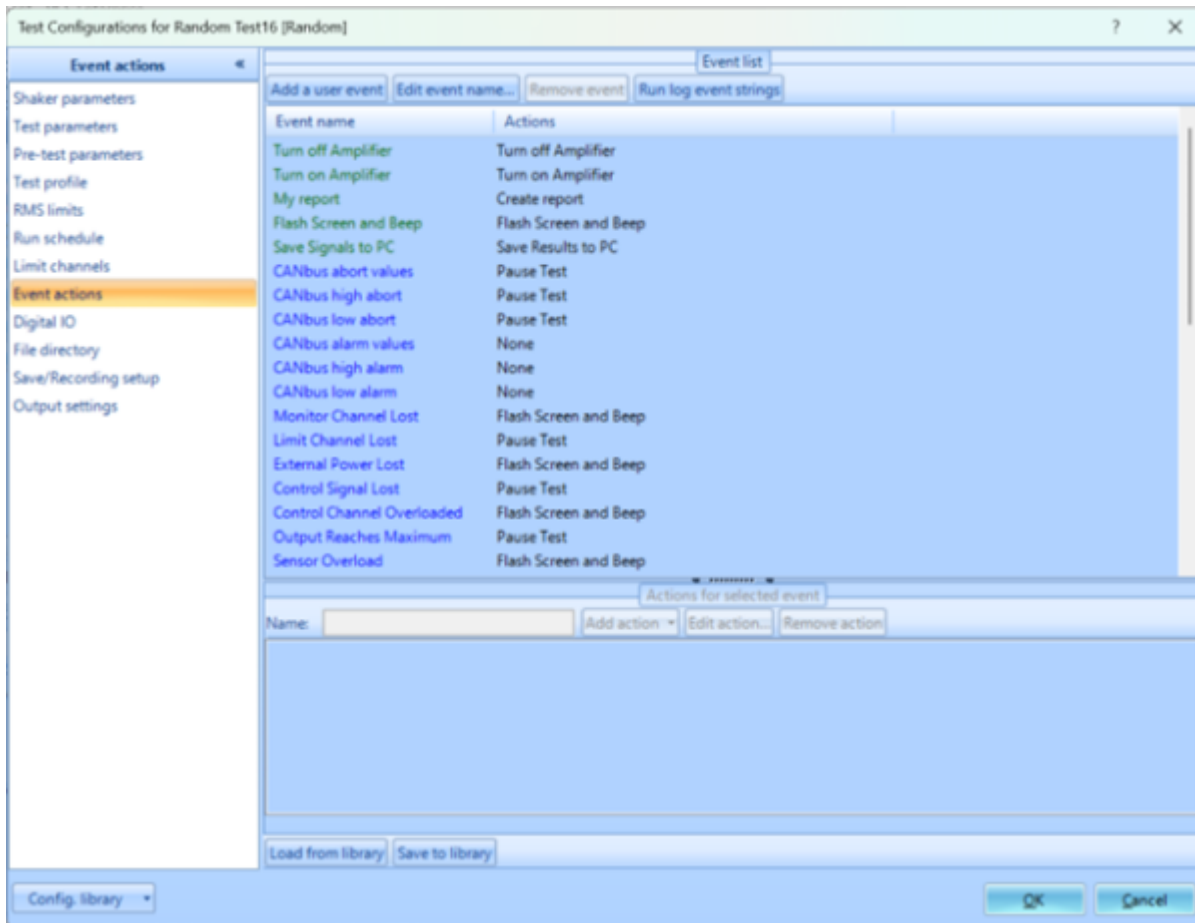 Test Configurations for Random Test16 [Random] ?
Event actions «
Shaker parameters
Test parameters
Pre-test parameters
Test profile
RMS limits
Run schedule
Limit channels
Event actions
Digital IO
File directory
Save/Recording setup
Output settings
Event list
Add a user event Edit event name... Remove event Run log event strings
Event name Actions
Turn off Amplifier Turn off Amplifier
Turn on Amplifier Turn on Amplifier
My report Create report
Flash Screen and Beep Flash Screen and Beep
Save Signals to PC Save Results to PC
CANbus abort values Pause Test
CANbus high abort Pause Test
CANbus low abort Pause Test
CANbus alarm values None
CANbus high alarm None
CANbus low alarm None
Monitor Channel Lost Flash Screen and Beep
Limit Channel Lost Pause Test
External Power Lost Flash Screen and Beep
Control Signal Lost Pause Test
Control Channel Overloaded Flash Screen and Beep
Output Reaches Maximum Pause Test
Sensor Overload Flash Screen and Beep
Actions for selected event
Name: Add action Edit action... Remove action
Load from library Save to library
Config. library OK Cancel